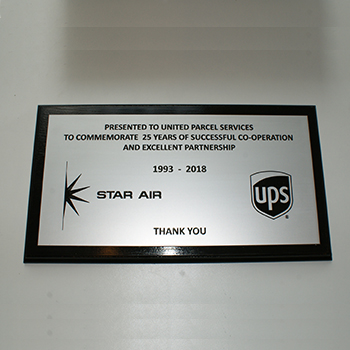 PRESENTED TO UNITED PARCEL SERVICES
TO COMMEMORATE 25 YEARS OF SUCCESSFUL CO-OPERATION
AND EXCELLENT PARTNERSHIP
1993 - 2018
STAR AIR
ups
®
THANK YOU